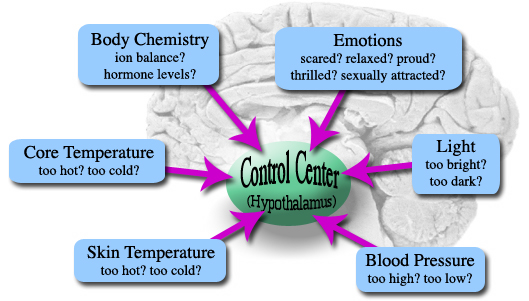 Body Chemistry
ion balance?
hormone levels?
Emotions
scared? relaxed? proud?
thrilled? sexually attracted?
Core Temperature
too hot? too cold?
Control Center
(Hypothalamus)
Light
too bright?
too dark?
Skin Temperature
too hot? too cold?
Blood Pressure
too high? too low?